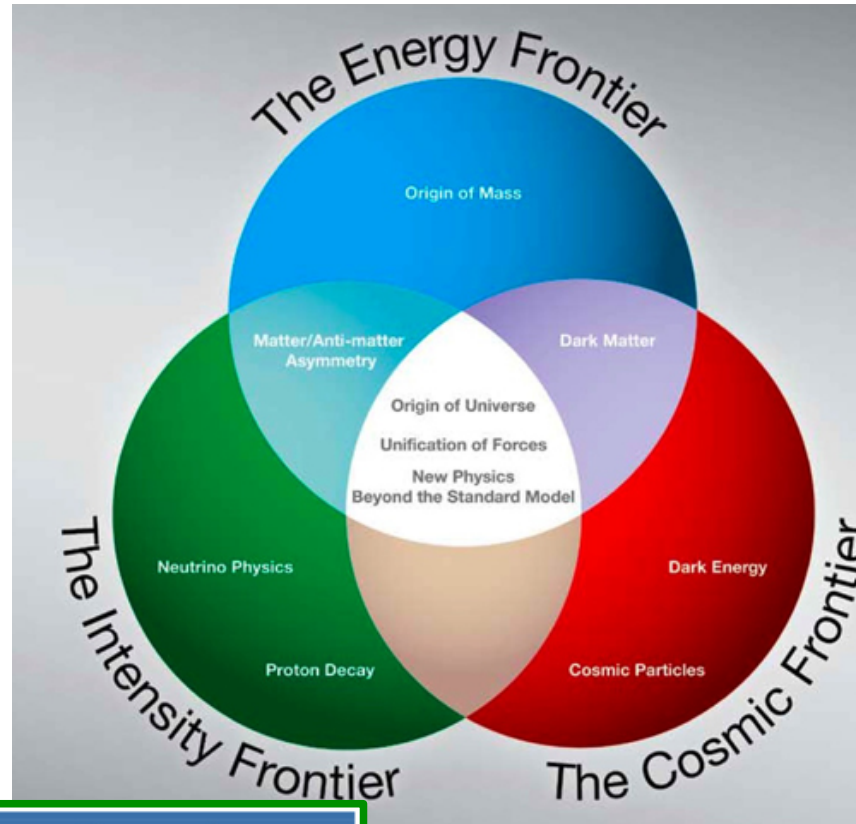 The Energy Frontier
Origin of Mass
Matter/Anti-matter
Asymmetry
Dark Matter
Origin of Universe
Unification of Forces
New Physics
Beyond the Standard Model
Neutrino Physics
Dark Energy
Proton Decay
Cosmic Particles
The Intensity Frontier
The Cosmic Frontier